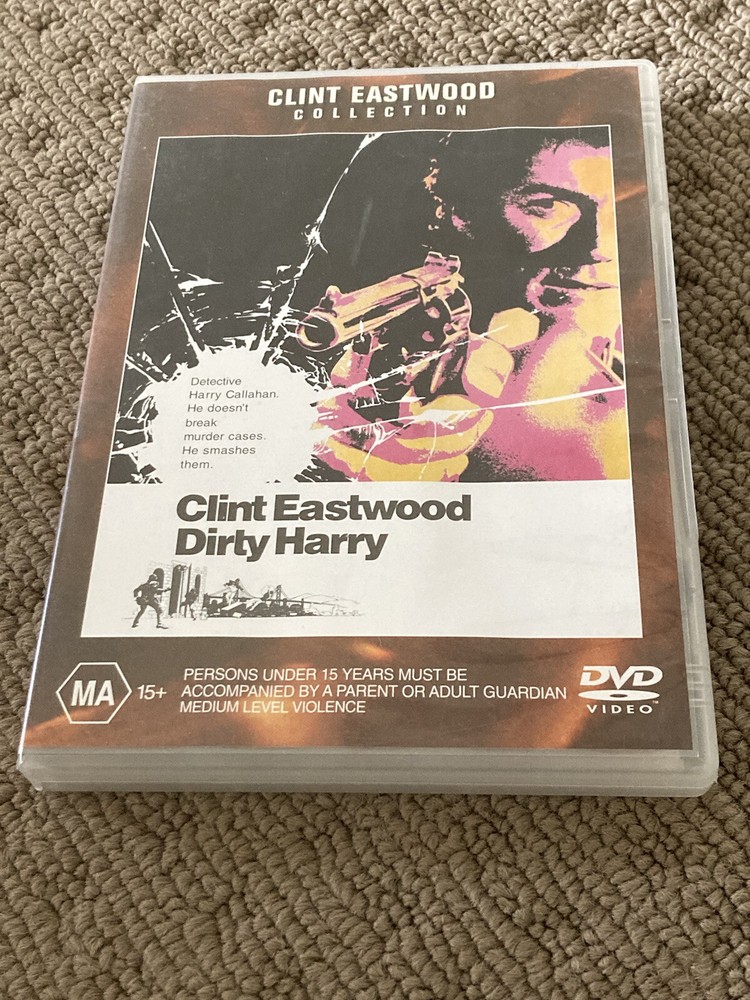 CLINT EASTWOOD
COLLECTION
Detective
Harry Callahan.
He doesn't
break
murder cases.
He smashes
them.
Clint Eastwood
Dirty Harry
MA 15+
PERSONS UNDER 15 YEARS MUST BE
ACCOMPANIED BY A PARENT OR ADULT GUARDIAN
MEDIUM LEVEL VIOLENCE
DVD
VIDEO™